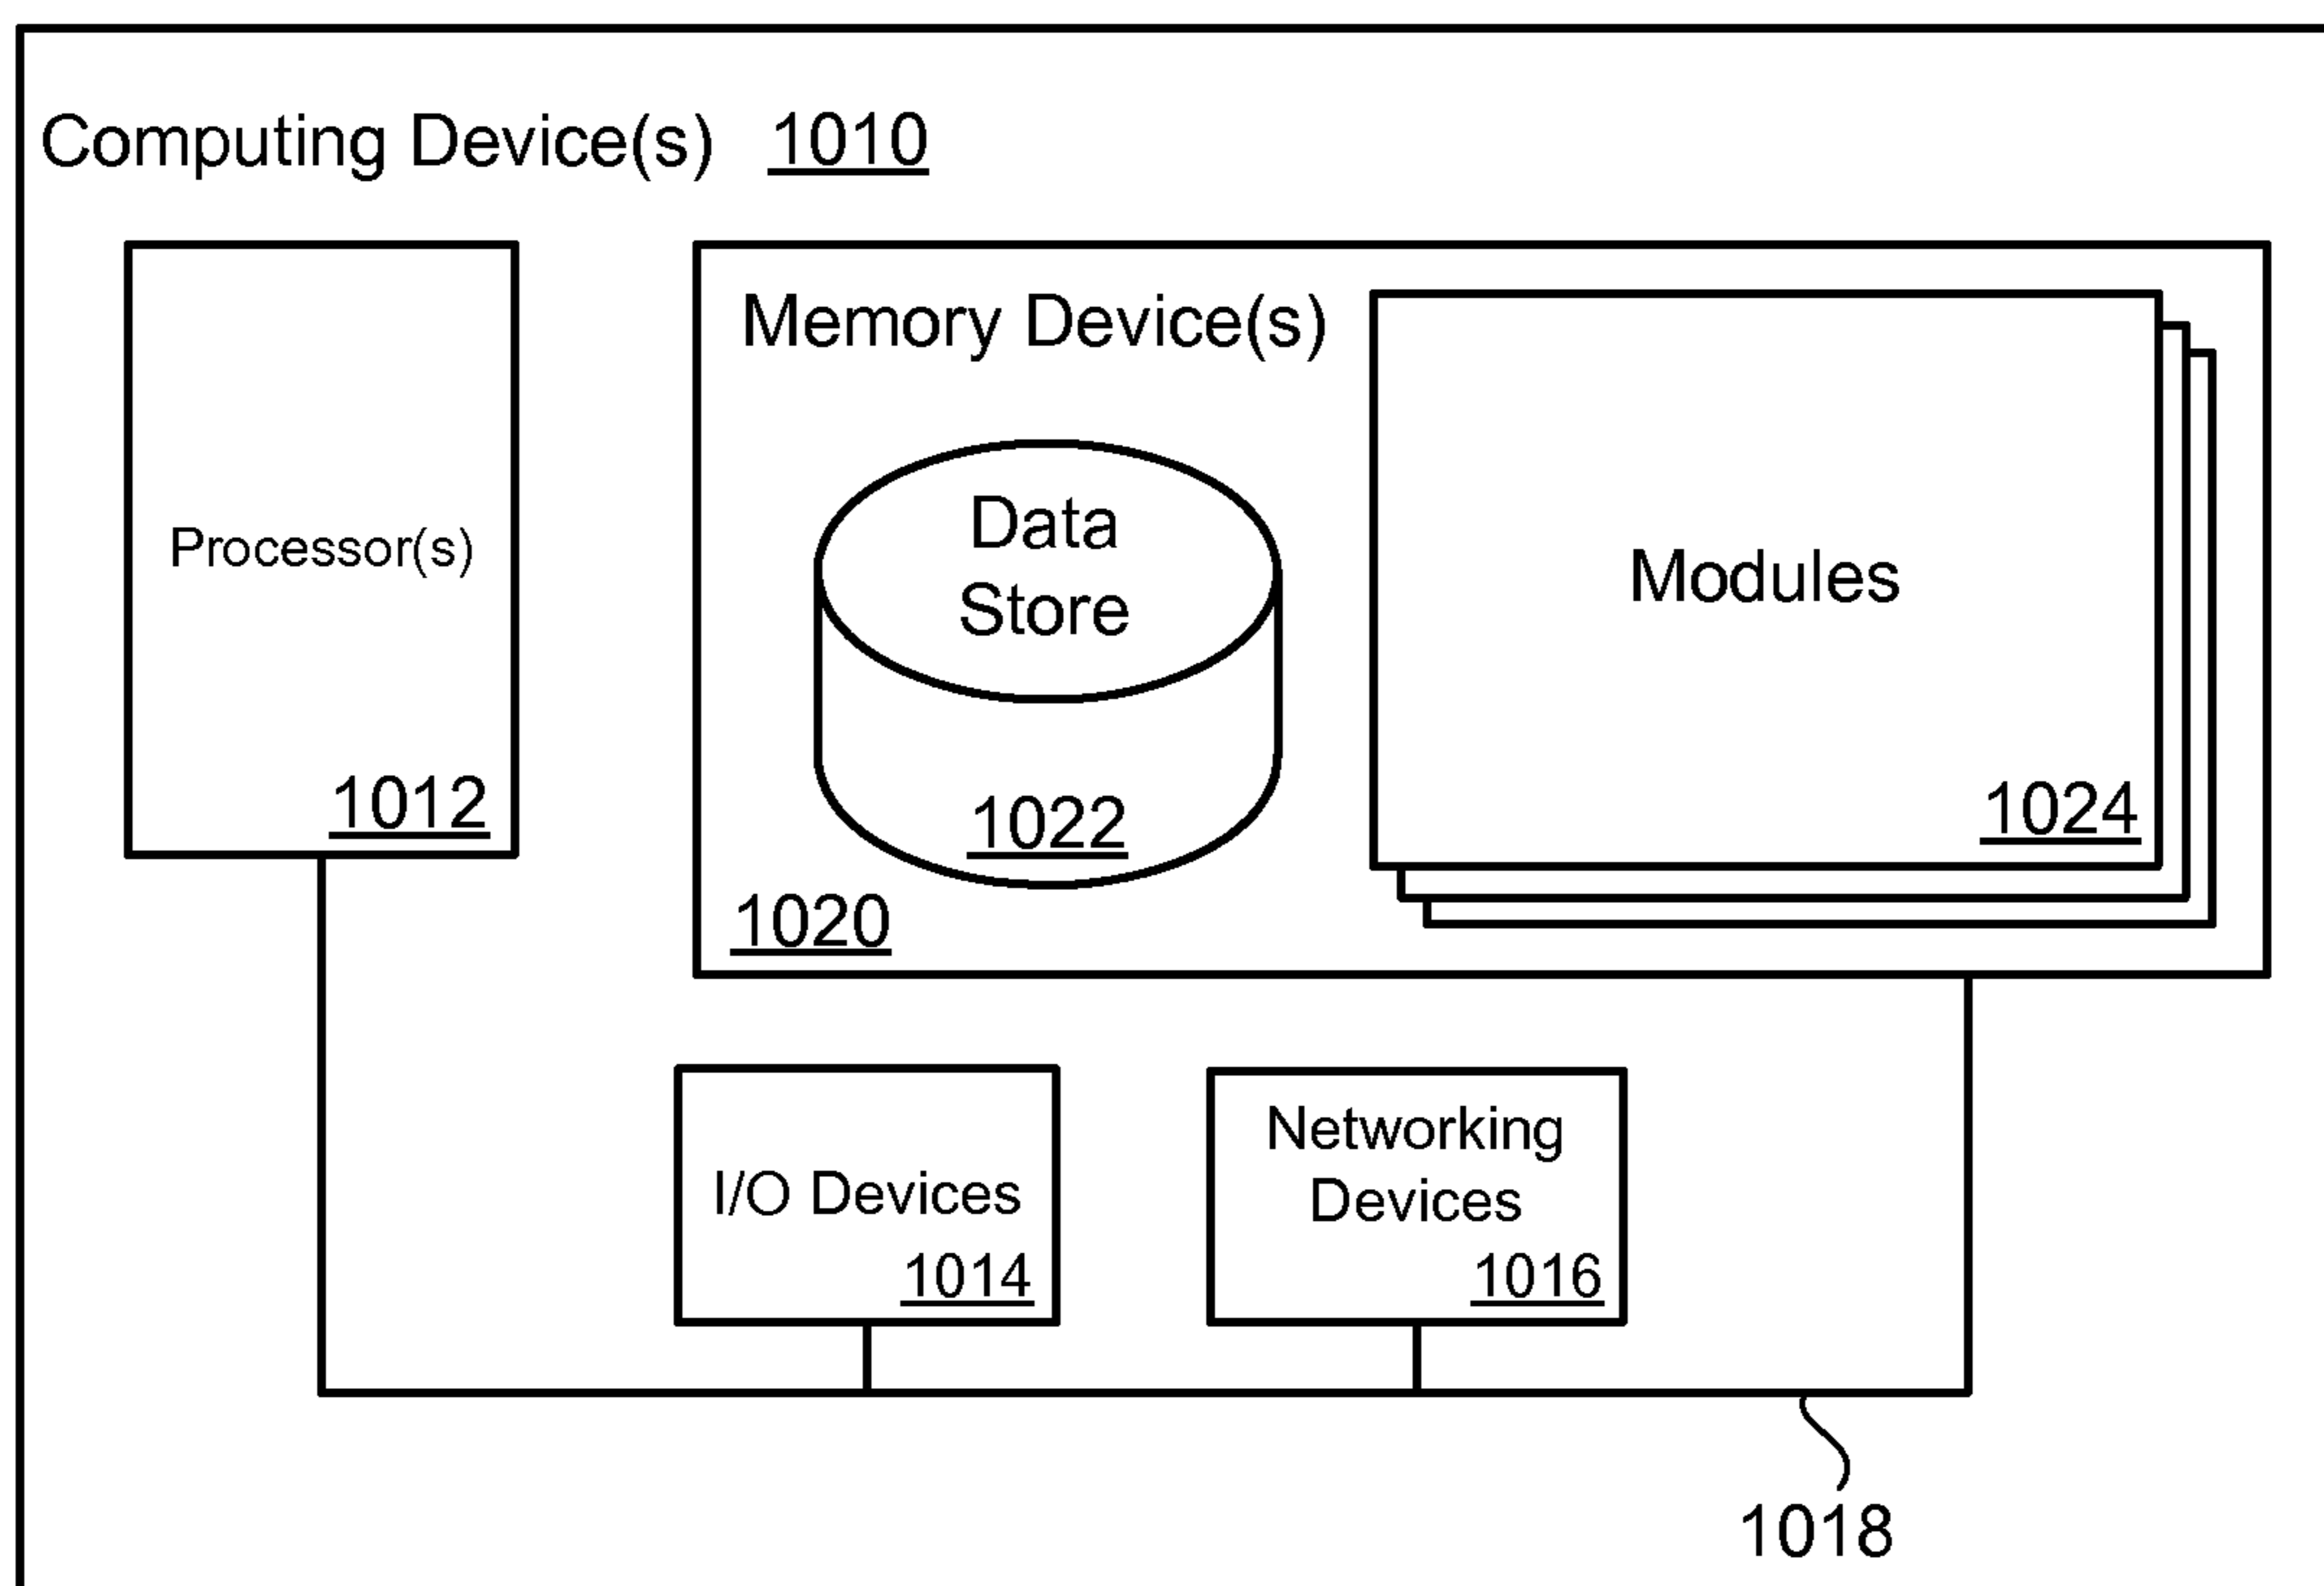 Computing Device(s) 1010
Processor(s)
1012
Memory Device(s)
Data
Store
1022
1020
Modules
1024
I/O Devices
1014
Networking
Devices
1016
1018